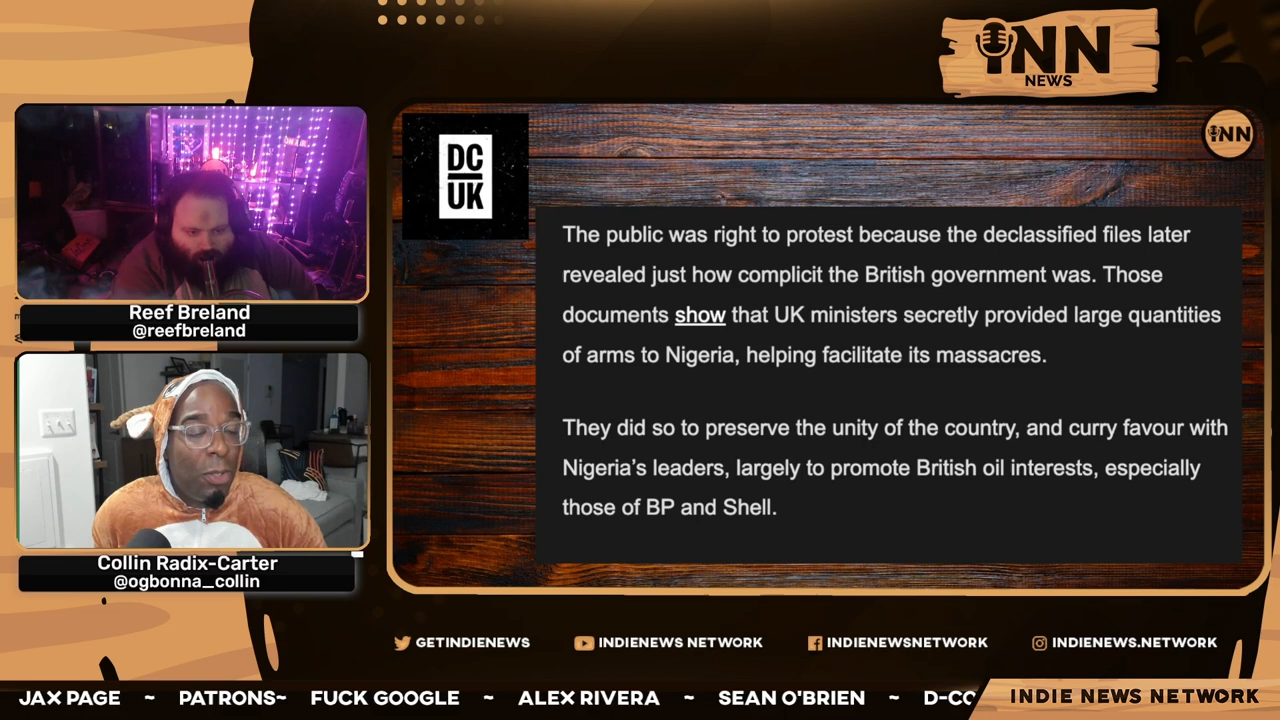 iNN
NEWS
iNN
DC
UK
The public was right to protest because the declassified files later
revealed just how complicit the British government was. Those
documents show that UK ministers secretly provided large quantities
of arms to Nigeria, helping facilitate its massacres.
They did so to preserve the unity of the country, and curry favour with
Nigeria's leaders, largely to promote British oil interests, especially
those of BP and Shell.
Reef Breland
@reefbreland
Collin Radix-Carter
@ogbonna_collin
GETINDIENEWS
INDIENEWS NETWORK
INDIENEWSNETWORK
INDIENEWS.NETWORK
JAX PAGE ~ PATRONS~ FUCK GOOGLE ~ ALEX RIVERA ~ SEAN O'BRIEN ~ D-CO
INDIE NEWS NETWORK